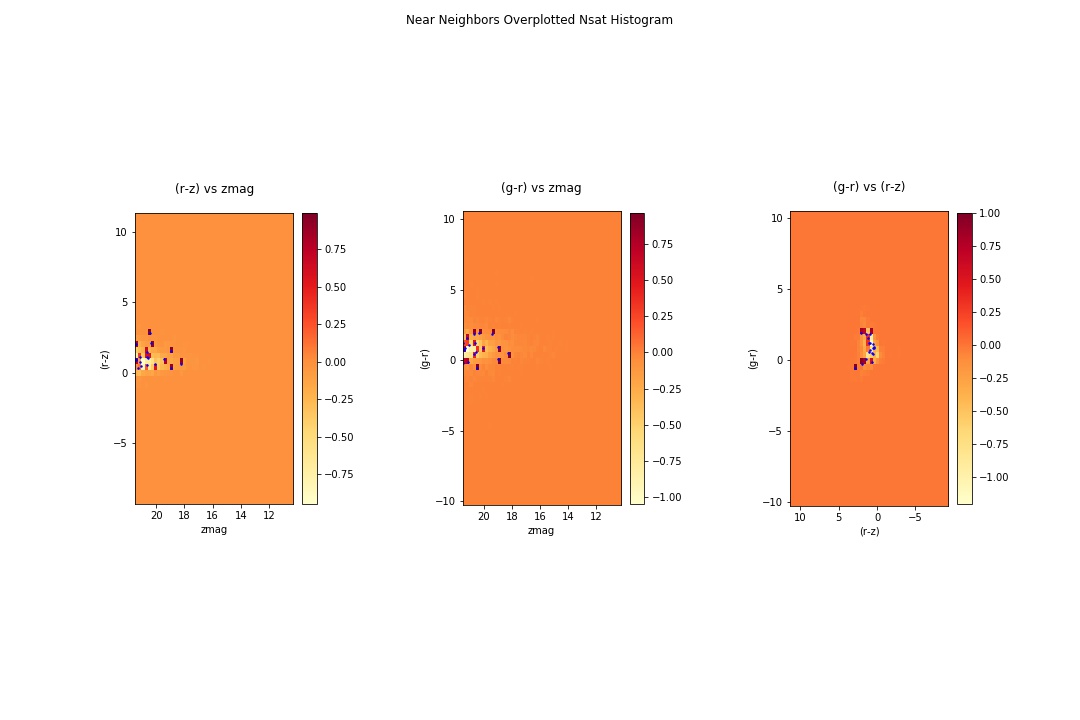 Near Neighbors Overplotted Nsat Histogram
(r-z) vs zmag
10
5
0
−5
(r-z)
20 18 16 14 12
zmag
0.75
0.50
0.25
0.00
−0.25
−0.50
−0.75
(g-r) vs zmag
10
5
0
−5
−10
(g-r)
20 18 16 14 12
zmag
0.75
0.50
0.25
0.00
−0.25
−0.50
−0.75
−1.00
(g-r) vs (r-z)
10
5
0
−5
−10
(g-r)
10 5 0 −5
(r-z)
1.00
0.75
0.50
0.25
0.00
−0.25
−0.50
−0.75
−1.00